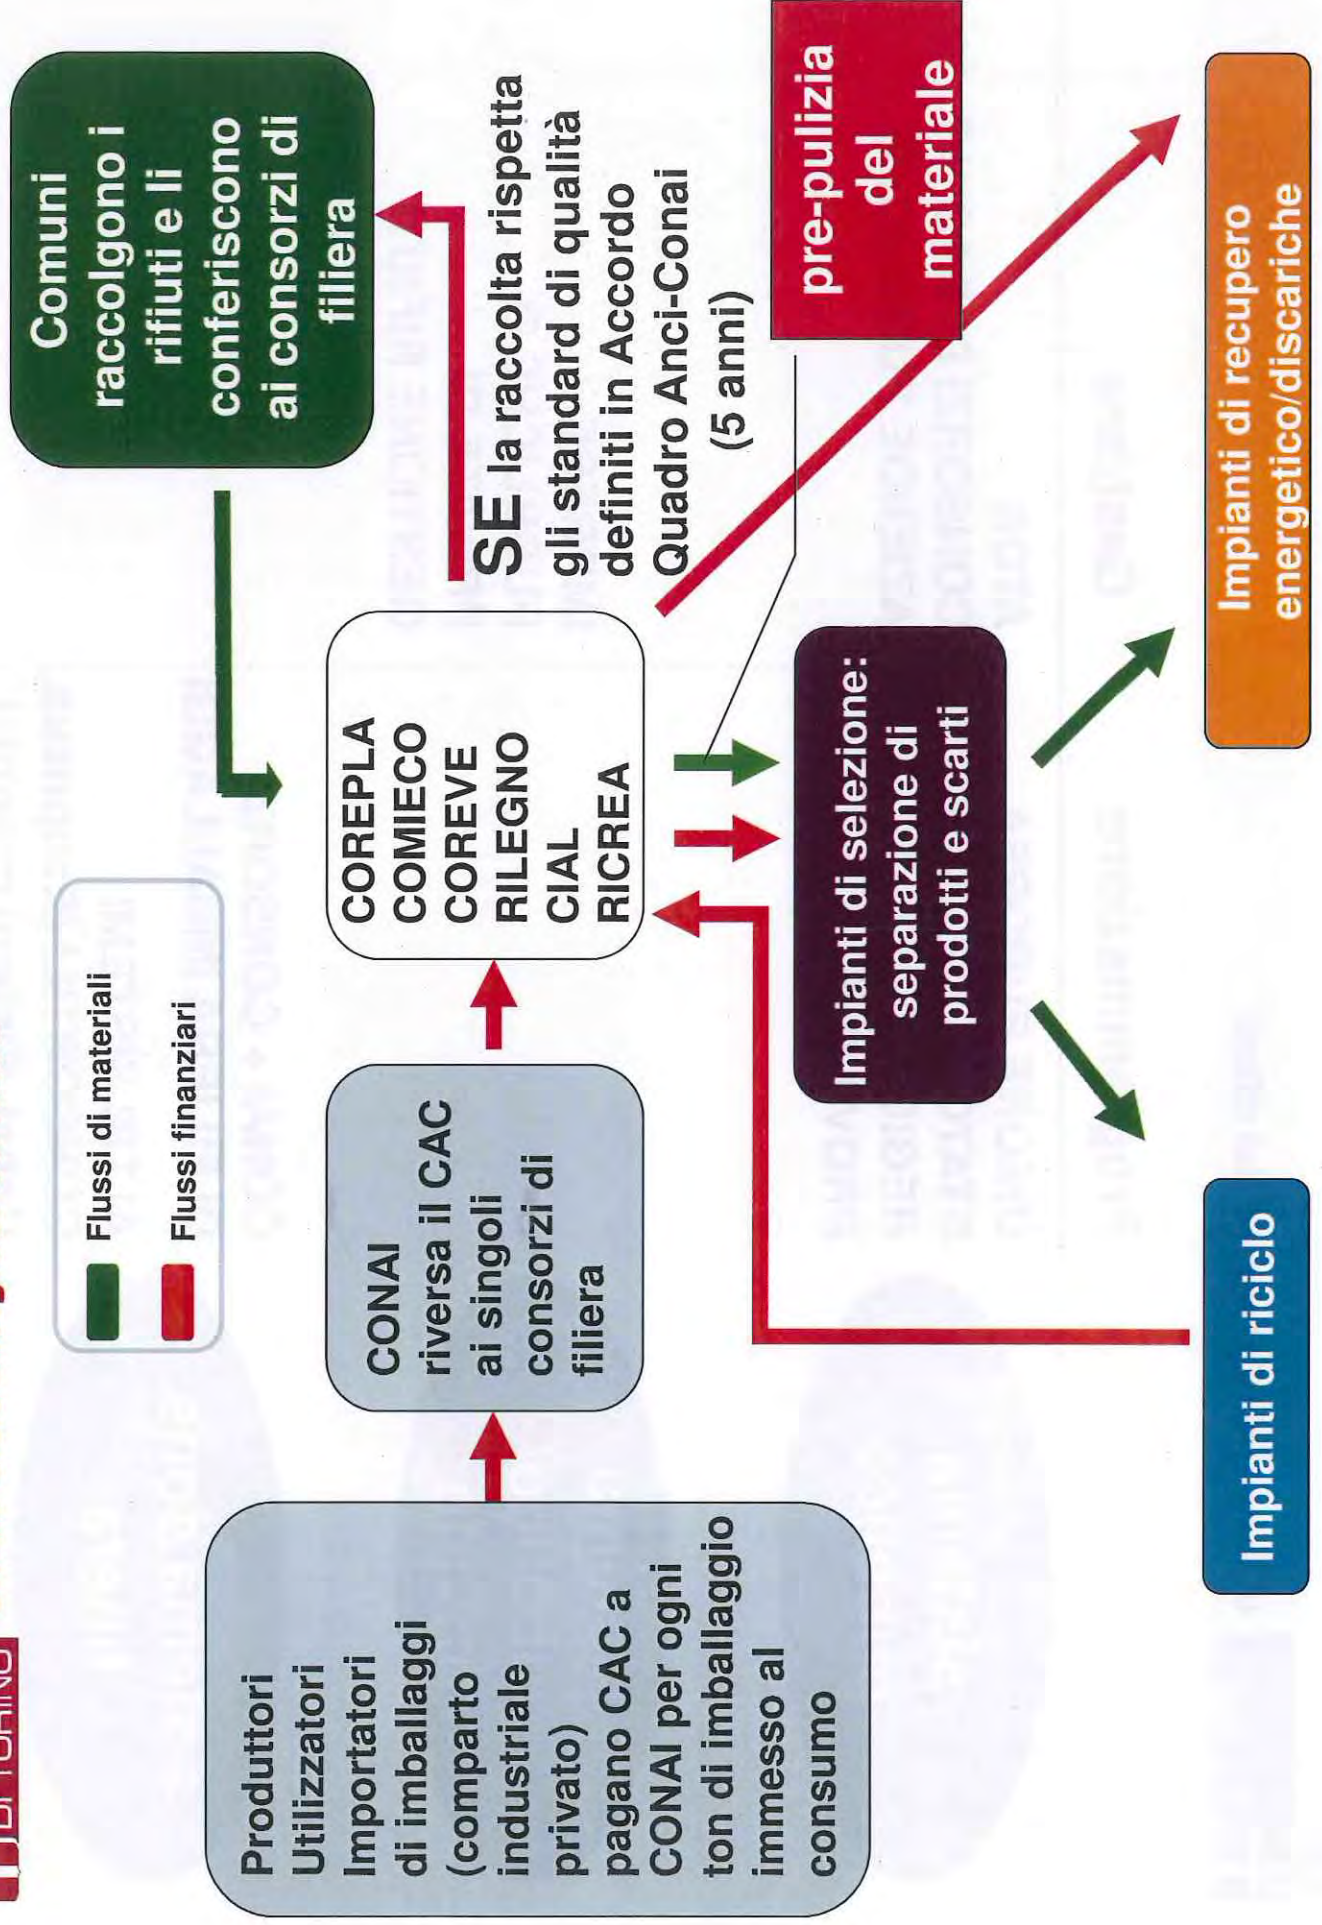 DI TORINO
Flussi di materiali
Flussi finanziari
Comuni
raccolgono i
rifiuti e li
conferiscono
ai consorzi di
filiera
Produttori
Utilizzatori
Importatori
di imballaggi
(comparto
industriale
privato)
pagano CAC a
CONAI per ogni
ton di imballaggio
immesso al
consumo
CONAI
riversa il CAC
ai singoli
consorzi di
filiera
COREPLA
COMIECO
COREVE
RILEGNO
CIAL
RICREA
SE la raccolta rispetta
gli standard di qualità
definiti in Accordo
Quadro Anci-Conai
(5 anni)
pre-pulizia
del
materiale
Impianti di selezione:
separazione di
prodotti e scarti
Impianti di riciclo
Impianti di recupero
energetico/discariche